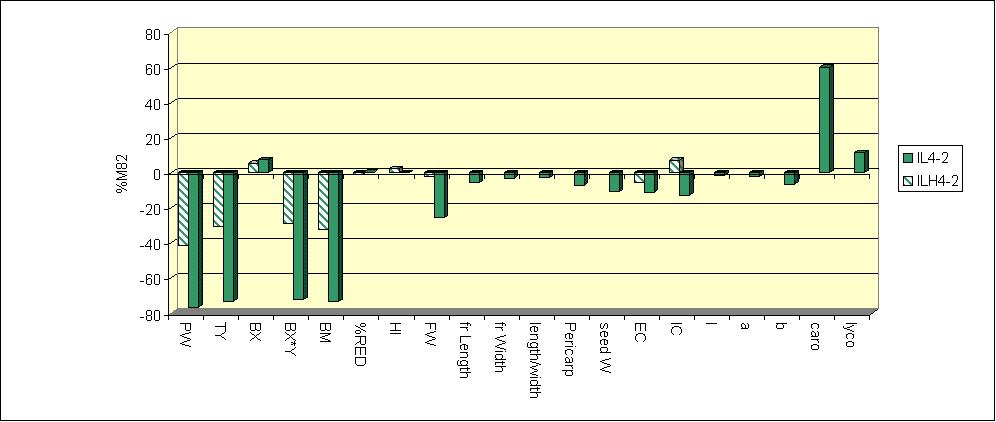 80
60
40
20
0
-20
-40
-60
-80
%M82
PW
TY
BX
BX*Y
BM
%RED
HI
FW
fr Length
fr Width
length/width
Pericarp
seed W
EC
IC
l
a
b
caro
lyco
IL4-2
ILH4-2